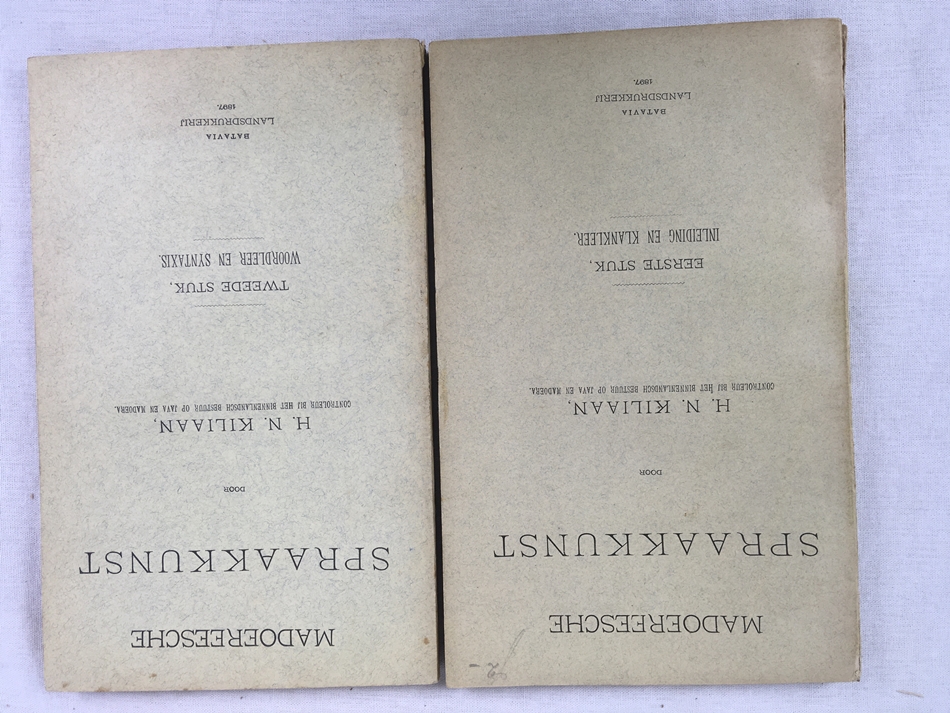 MADOEREESCHE
SPRAAKKUNST
DOOR
H. N. KILIAAN,
CONTROLEUR BIJ HET BINNENLANDSCH BESTUUR OP JAVA EN MADOERA.
EERSTE STUK,
INLEIDING EN KLANKLEER.
BATAVIA
LANDSDRUKKERIJ
1897.
MADOEREESCHE
SPRAAKKUNST
DOOR
H. N. KILIAAN,
CONTROLEUR BIJ HET BINNENLANDSCH BESTUUR OP JAVA EN MADOERA.
TWEEDE STUK,
WOORDLEER EN SYNTAXIS.
BATAVIA
LANDSDRUKKERIJ
1897.